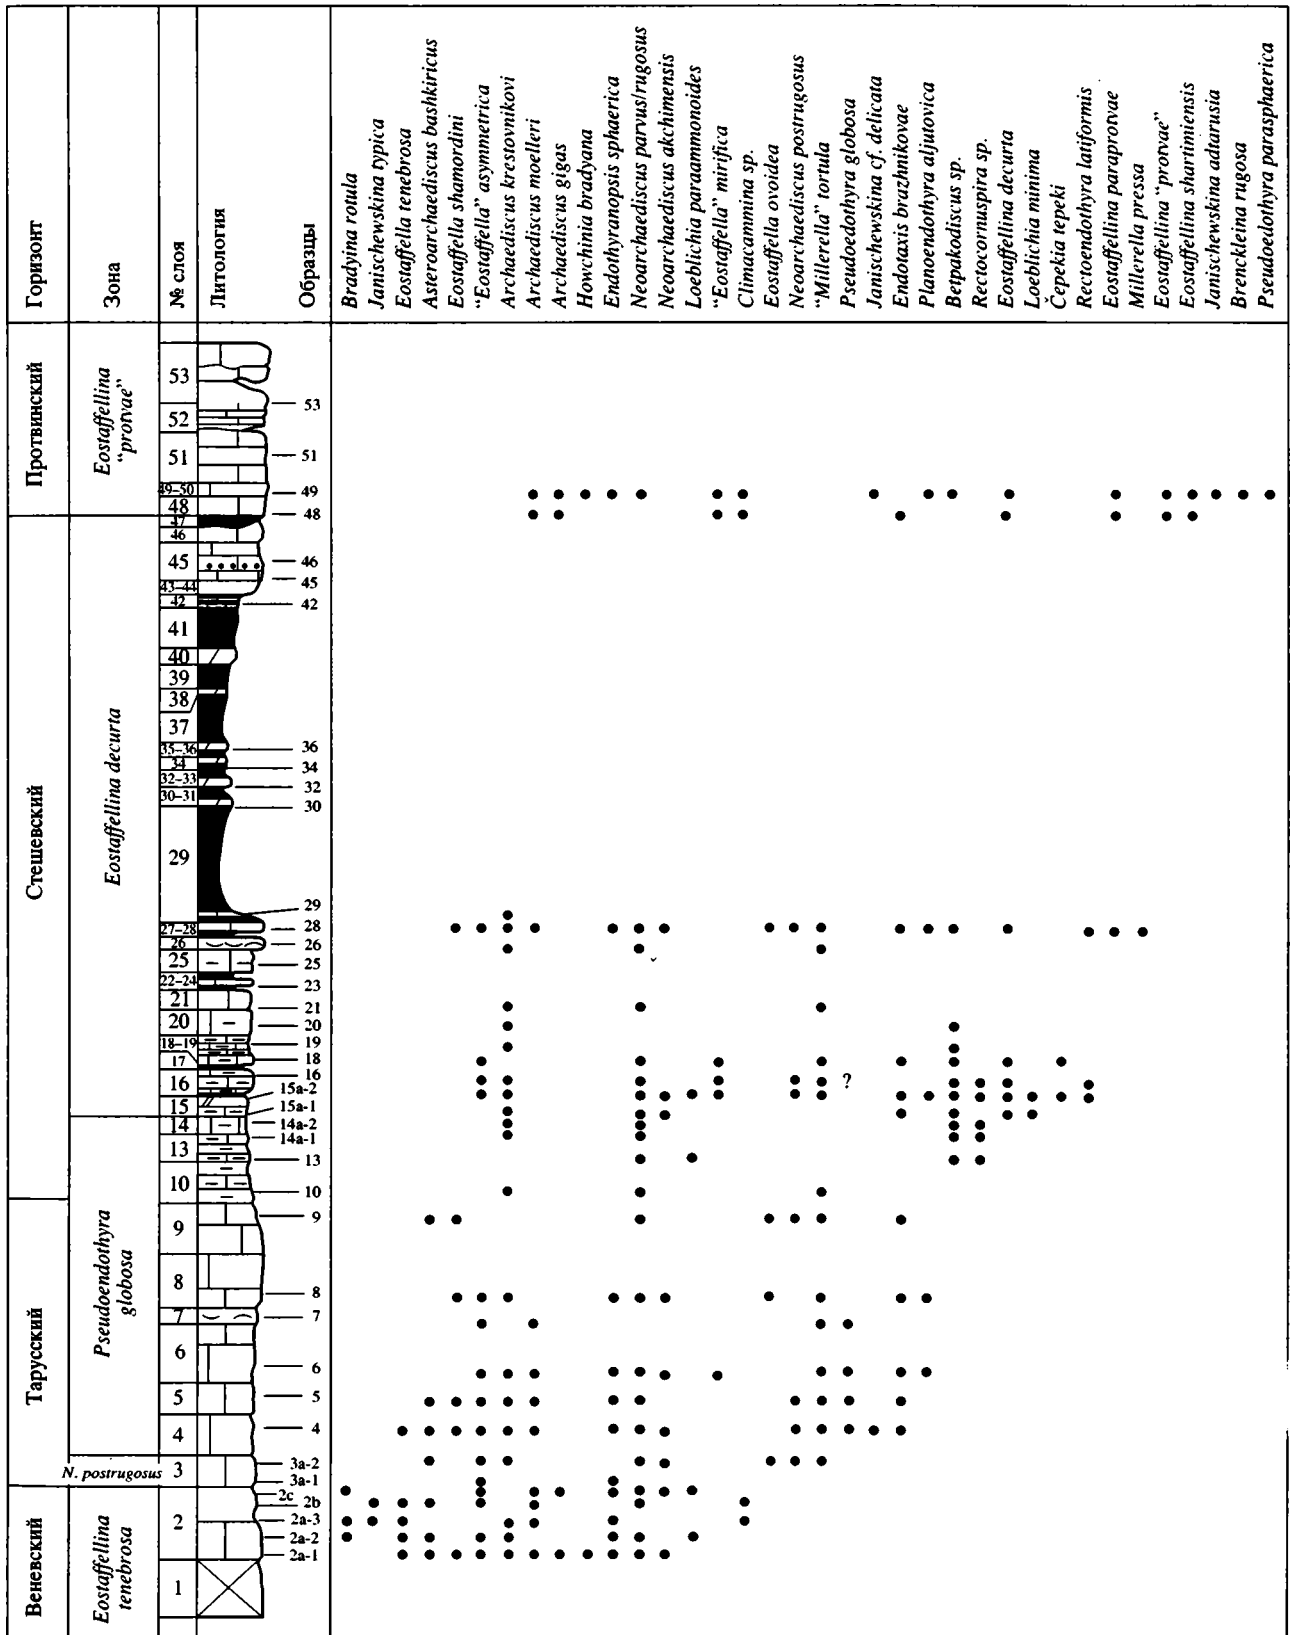 Горизонт
Зона
№ слоя
Литология
Образцы
Bradyina rotula
Janischewskina typica
Eostaffella tenebrosa
Asteroarchaediscus bashkiricus
Eostaffella shamordini
"Eostaffella" asymmetrica
Archaediscus krestovnikovi
Archaediscus moelleri
Archaediscus gigas
Howchinia bradyana
Endothyranopsis sphaerica
Neoarchaediscus parvus/rugosus
Neoarchaediscus akchimensis
Loeblichia paraammonoides
"Eostaffella" mirifica
Climacammina sp.
Eostaffella ovoidea
Neoarchaediscus postrugosus
"Millerella" tortula
Pseudoedothyra globosa
Janischewskina cf. delicata
Endotaxis brazhnikovae
Planoendothyra aljutovica
Betpakodiscus sp.
Rectocornuspira sp.
Eostaffellina decurta
Loeblichia minima
Čepekia tepeki
Rectoendothyra latiformis
Eostaffellina paraprotvae
Millerella pressa
Eostaffellina "protvae"
Eostaffellina shartimiensis
Janischewskina adtarusia
Brenckleina rugosa
Pseudoedothyra parasphaerica
Протвинский
Стешевский
Тарусский
Веневский
Eostaffellina
"protvae"
Eostaffellina decurta
Pseudoendothyra
globosa
N. postrugosus
Eostaffellina
tenebrosa
53
52
51
49–50
48
47
46
45
43–44
42
41
40
39
38
37
35–36
34
32–33
30–31
29
27–28
26
25
22–24
21
20
18–19
17
16
15
14
13
10
9
8
7
6
5
4
3
2
1
53
51
49
48
46
45
42
36
34
32
30
29
28
26
25
23
21
20
19
18
16
15a-2
15a-1
14a-2
14a-1
13
10
9
8
7
6
5
4
3a-2
3a-1
2c
2b
2a-3
2a-2
2a-1
?